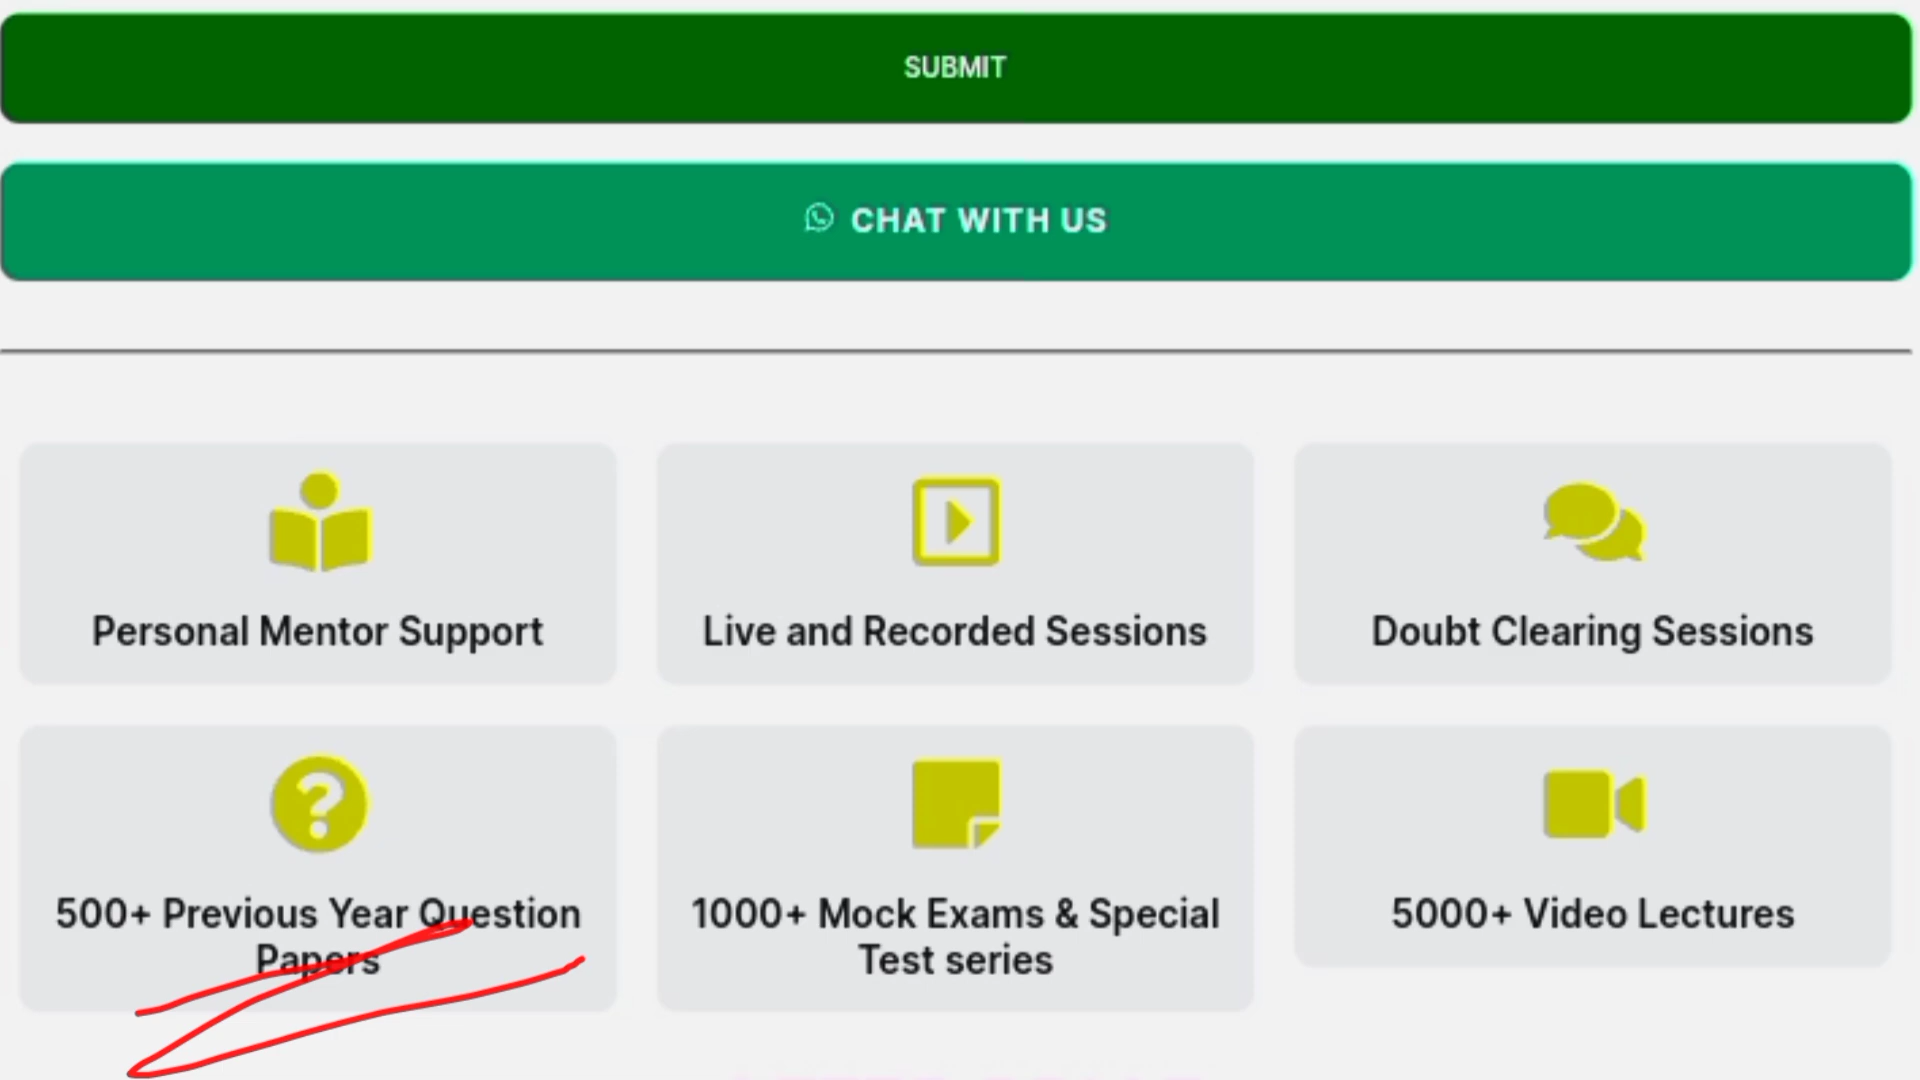 SUBMIT
CHAT WITH US
Personal Mentor Support
Live and Recorded Sessions
Doubt Clearing Sessions
500+ Previous Year Question
Papers
1000+ Mock Exams & Special
Test series
5000+ Video Lectures